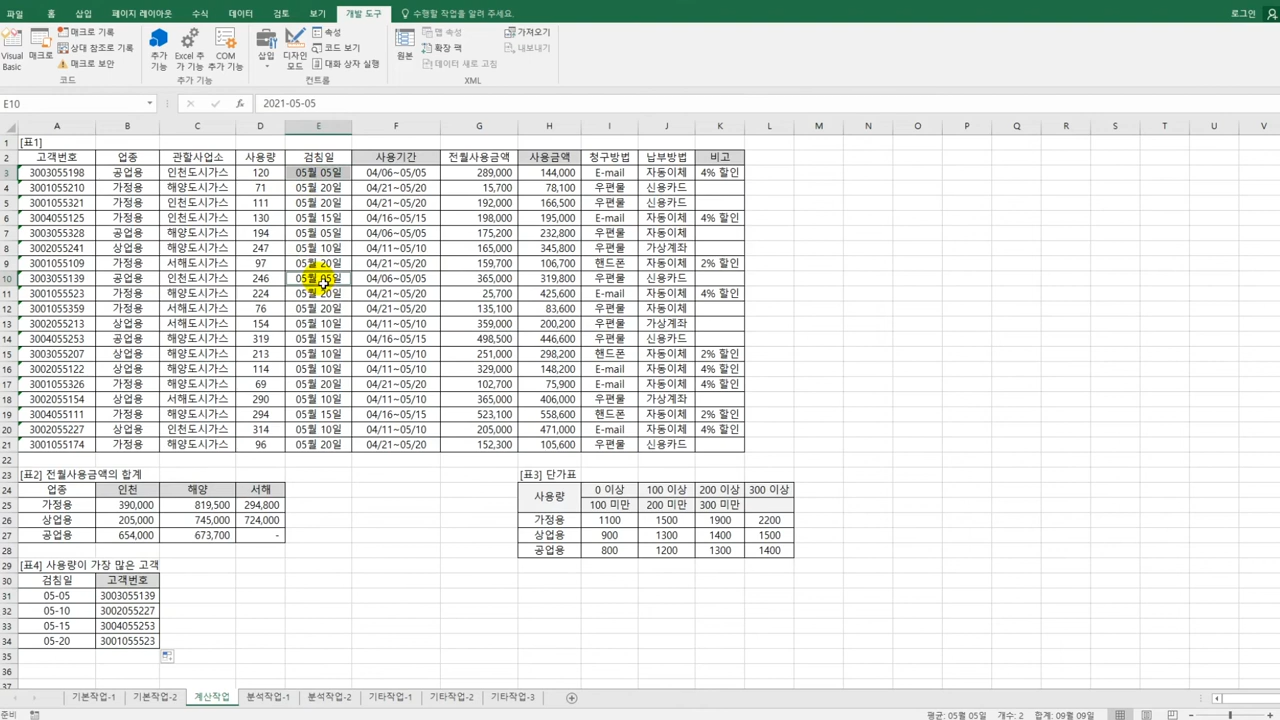 파일 홈 삽입 페이지 레이아웃 수식 데이터 검토 보기 개발 도구 수행할 작업을 알려 주세요. 로그인
Visual Basic 매크로 매크로 기록 상대 참조로 기록 매크로 보안 추가 기능 Excel 추가 기능 COM 추가 기능 삽입 디자인 모드 속성 코드 보기 대화 상자 실행 원본 맵 속성 확장 팩 데이터 새로 고침 가져오기 내보내기
코드 추가 기능 컨트롤 XML
E10 fx 2021-05-05
A B C D E F G H I J K L M N O P Q R S T U V
1 [표1]
2 고객번호 업종 관할사업소 사용량 검침일 사용기간 전월사용금액 사용금액 청구방법 납부방법 비고
3 3003055198 공업용 인천도시가스 120 05월 05일 04/06~05/05 289,000 144,000 E-mail 자동이체 4% 할인
4 3001055210 가정용 해양도시가스 71 05월 20일 04/21~05/20 15,700 78,100 우편물 신용카드
5 3001055321 가정용 인천도시가스 111 05월 20일 04/21~05/20 192,000 166,500 우편물 신용카드
6 3004055125 상업용 인천도시가스 130 05월 15일 04/16~05/15 198,000 195,000 E-mail 자동이체 4% 할인
7 3003055328 공업용 해양도시가스 194 05월 05일 04/06~05/05 175,200 232,800 우편물 자동이체
8 3002055241 상업용 해양도시가스 247 05월 10일 04/11~05/10 165,000 345,800 우편물 가상계좌
9 3001055109 가정용 서해도시가스 97 05월 20일 04/21~05/20 159,700 106,700 핸드폰 자동이체 2% 할인
10 3003055139 공업용 인천도시가스 246 05월 05일 04/06~05/05 365,000 319,800 우편물 신용카드
11 3001055523 가정용 해양도시가스 224 05월 20일 04/21~05/20 25,700 425,600 E-mail 자동이체 4% 할인
12 3001055359 가정용 서해도시가스 76 05월 20일 04/21~05/20 135,100 83,600 우편물 신용카드
13 3002055213 상업용 해양도시가스 154 05월 10일 04/11~05/10 359,000 200,200 우편물 가상계좌
14 3004055253 공업용 해양도시가스 319 05월 15일 04/16~05/15 498,500 446,600 우편물 자동이체
15 3003055207 상업용 해양도시가스 213 05월 10일 04/11~05/10 251,000 298,200 핸드폰 자동이체 2% 할인
16 3002055122 상업용 서해도시가스 114 05월 10일 04/11~05/10 329,000 148,200 E-mail 자동이체 4% 할인
17 3001055326 가정용 해양도시가스 69 05월 20일 04/21~05/20 102,700 75,900 E-mail 자동이체 4% 할인
18 3002055154 상업용 서해도시가스 290 05월 10일 04/11~05/10 365,000 406,000 우편물 가상계좌
19 3004055111 가정용 해양도시가스 294 05월 15일 04/16~05/15 523,100 558,600 핸드폰 자동이체 2% 할인
20 3002055227 상업용 인천도시가스 314 05월 10일 04/11~05/10 205,000 471,000 우편물 자동이체 4% 할인
21 3001055174 가정용 해양도시가스 96 05월 20일 04/21~05/20 152,300 105,600 우편물 신용카드
22
23 [표2] 전월사용금액의 합계 [표3] 단가표
24 업종 인천 해양 서해 사용량 0 이상 100 이상 200 이상 300 이상
25 가정용 390,000 819,500 294,800 100 미만 200 미만 300 미만
26 상업용 205,000 745,000 724,000 가정용 1100 1500 1900 2200
27 공업용 654,000 673,700 - 상업용 900 1300 1400 1500
28 공업용 800 1200 1300 1400
29 [표4] 사용량이 가장 많은 고객
30 검침일 고객번호
31 05-05 3003055139
32 05-10 3002055227
33 05-15 3004055253
34 05-20 3001055523
35
36
37
기본작업-1 기본작업-2 계산작업 분석작업-1 분석작업-2 기타작업-1 기타작업-2 기타작업-3
준비 평균: 05월 05일 개수: 2 합계: 09월 09일